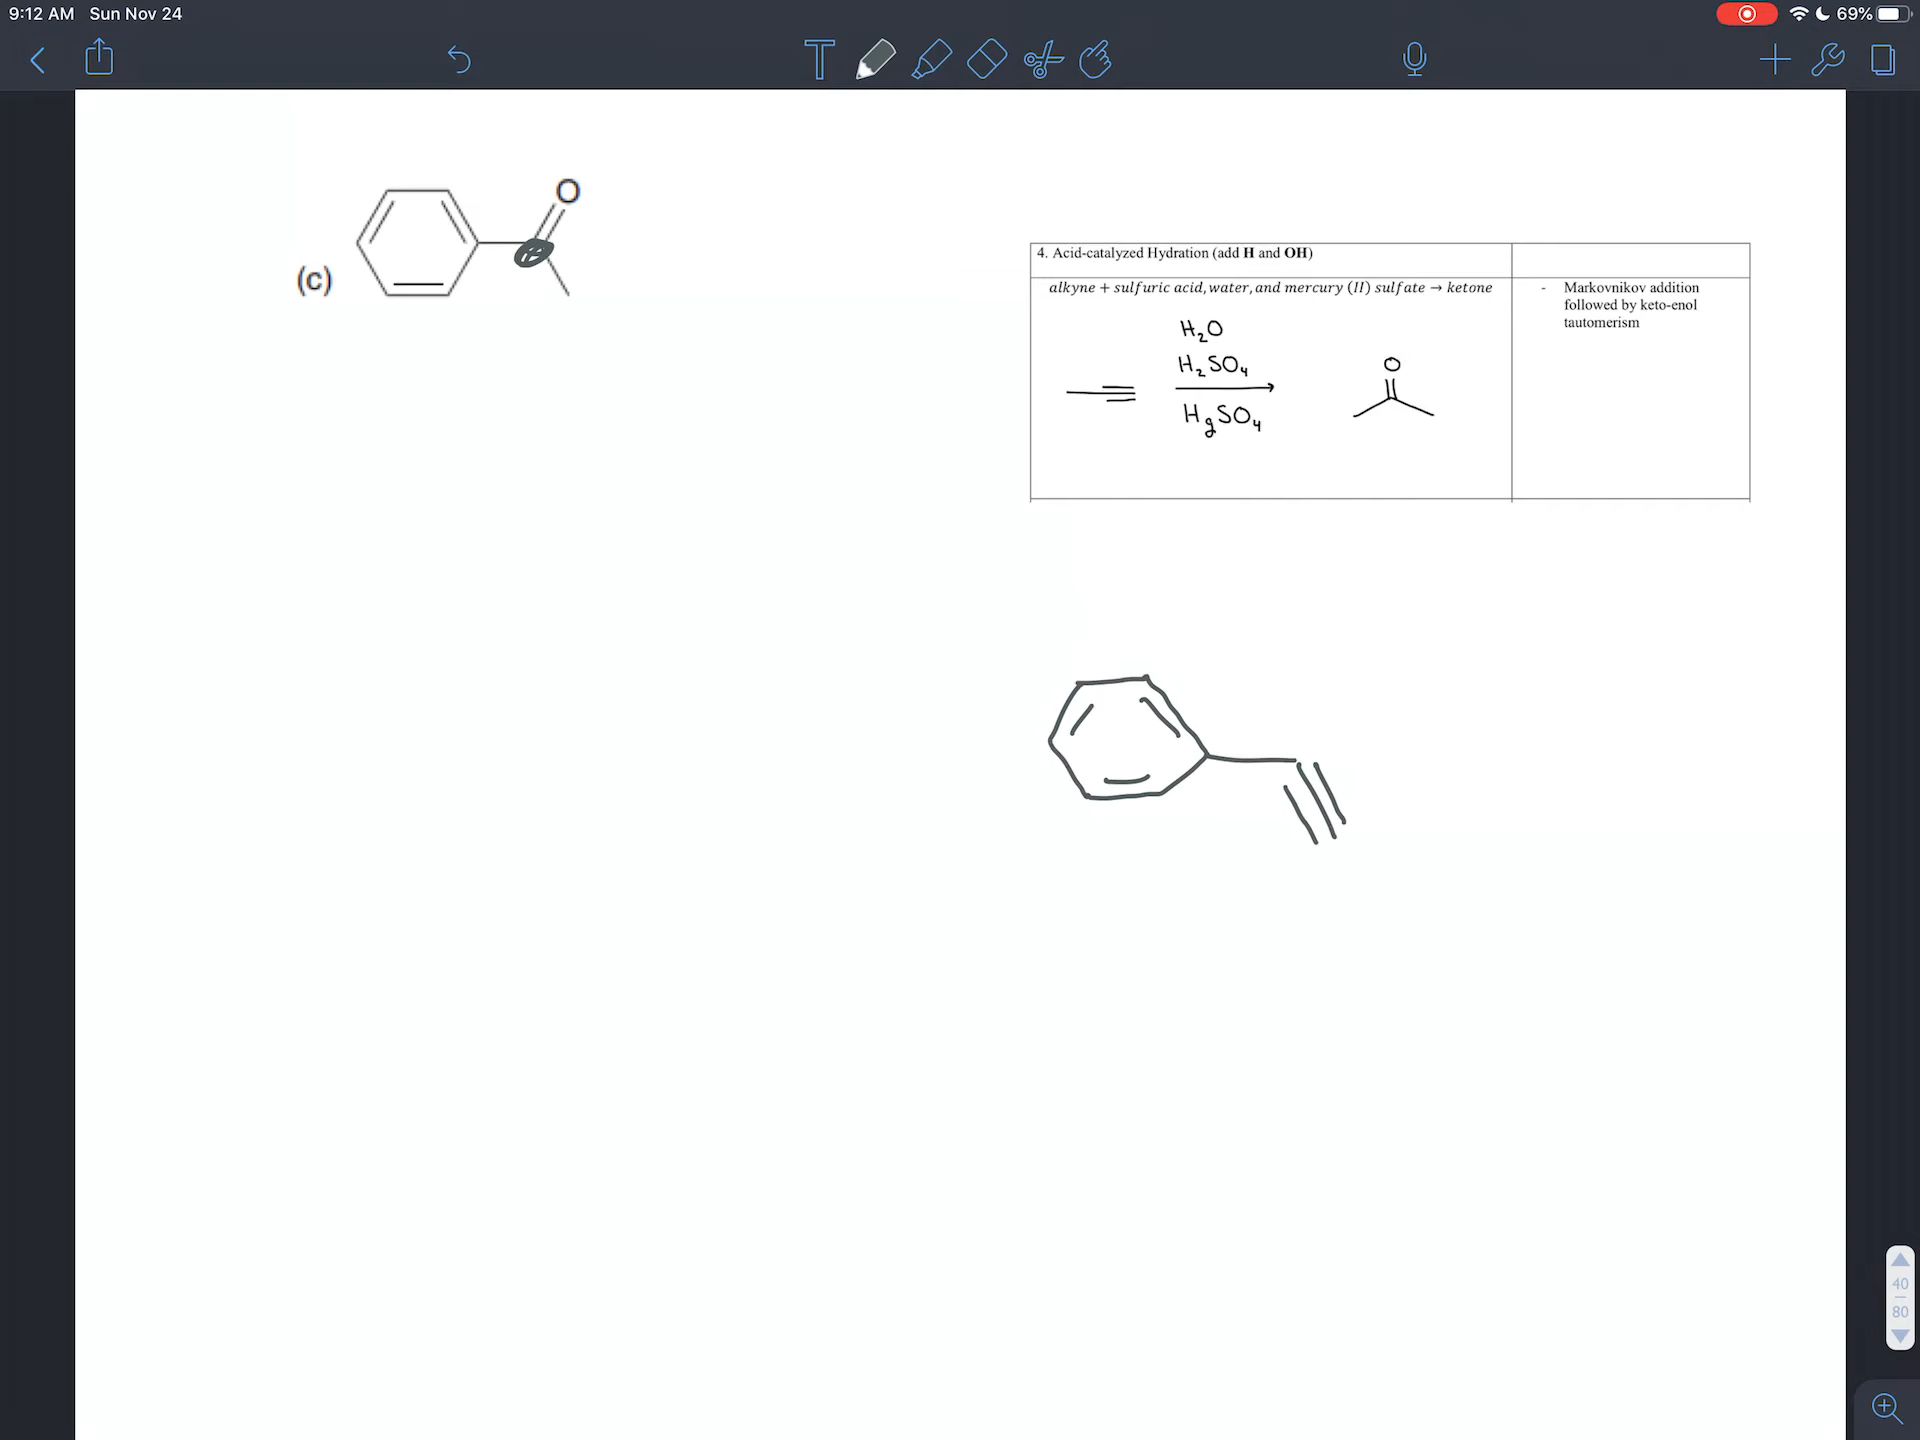 9:12 AM Sun Nov 24
69%
T
O
(c)
4. Acid-catalyzed Hydration (add H and OH)
alkyne + sulfuric acid, water, and mercury (II) sulfate → ketone
- Markovnikov addition
followed by keto-enol
tautomerism
H₂O
H₂SO₄
HgSO₄
O
40
80